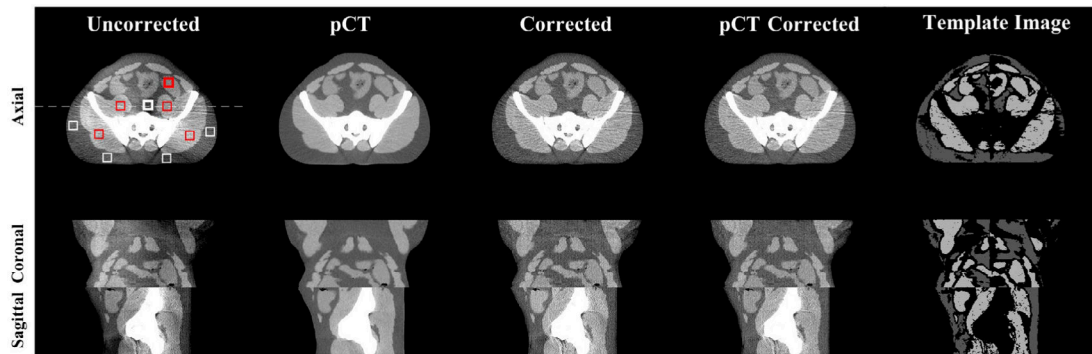 Uncorrected pCT Corrected pCT Corrected Template Image
Axial
Coronal
Sagittal